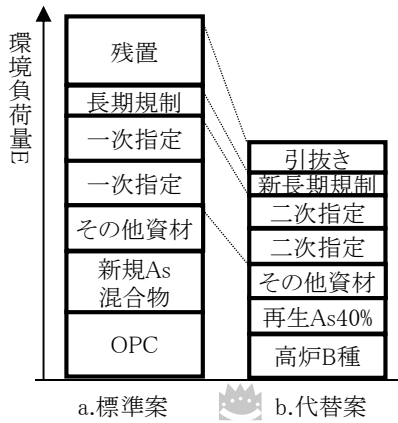 環境負荷量E
残置
長期規制
一次指定
一次指定
その他資材
新規As
混合物
OPC
引抜き
新長期規制
二次指定
二次指定
その他資材
再生As40%
高炉B種
a.標準案
b.代替案